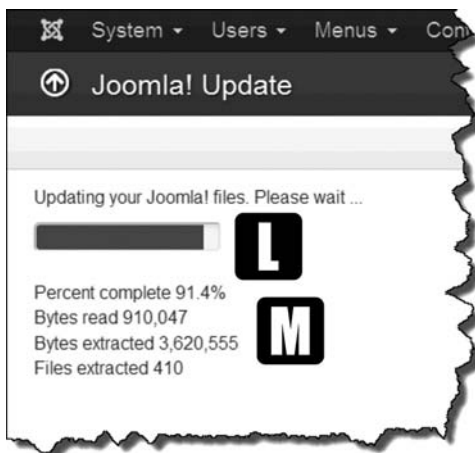 System Users Menus Con
Joomla! Update
Updating your Joomla! files. Please wait ...
L
Percent complete 91.4%
Bytes read 910,047
M
Bytes extracted 3,620,555
Files extracted 410